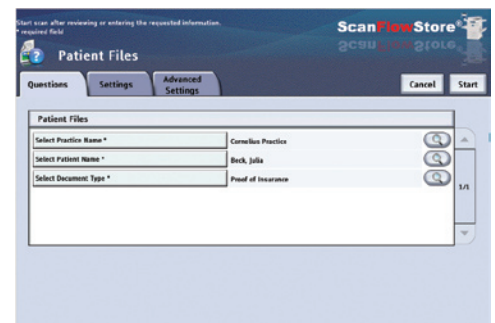 Start scan after reviewing or entering the requested information.
* required field
ScanFlowStore®
Patient Files
Questions
Settings
Advanced
Settings
Cancel
Start
Patient Files
Select Practice Name *
Cornelius Practice
Select Patient Name *
Beck, Julia
Select Document Type *
Proof of Insurance
1/1